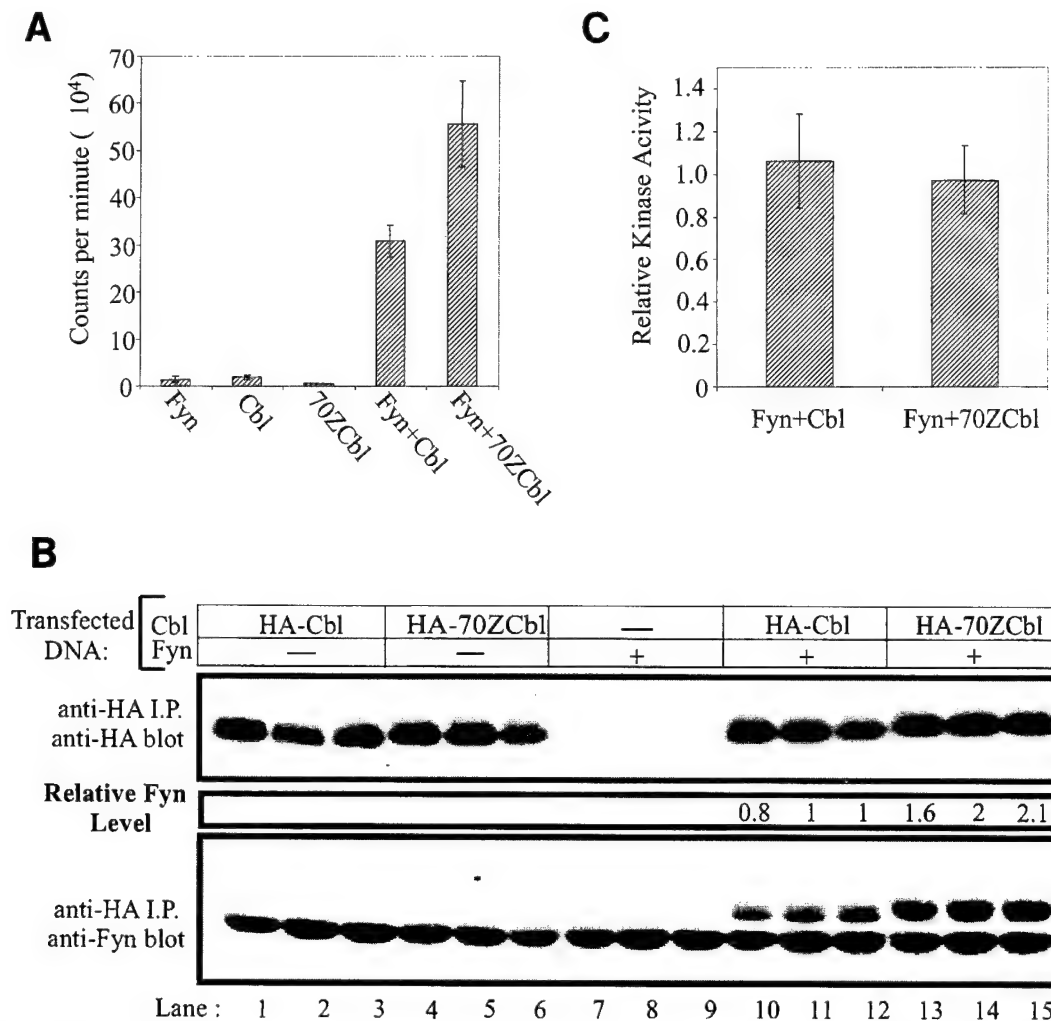 A
C
70
60
50
40
30
20
10
0
Counts per minute ( 10⁴)
Fyn
Cbl
70ZCbl
Fyn+Cbl
Fyn+70ZCbl
1.4
1.2
1.0
0.8
0.6
0.4
0.2
0
Relative Kinase Acivity
Fyn+Cbl
Fyn+70ZCbl
B
Transfected DNA:
Cbl HA-Cbl HA-70ZCbl — HA-Cbl HA-70ZCbl
Fyn — — + + +
anti-HA I.P.
anti-HA blot
Relative Fyn
Level
0.8 1 1 1.6 2 2.1
anti-HA I.P.
anti-Fyn blot
Lane : 1 2 3 4 5 6 7 8 9 10 11 12 13 14 15